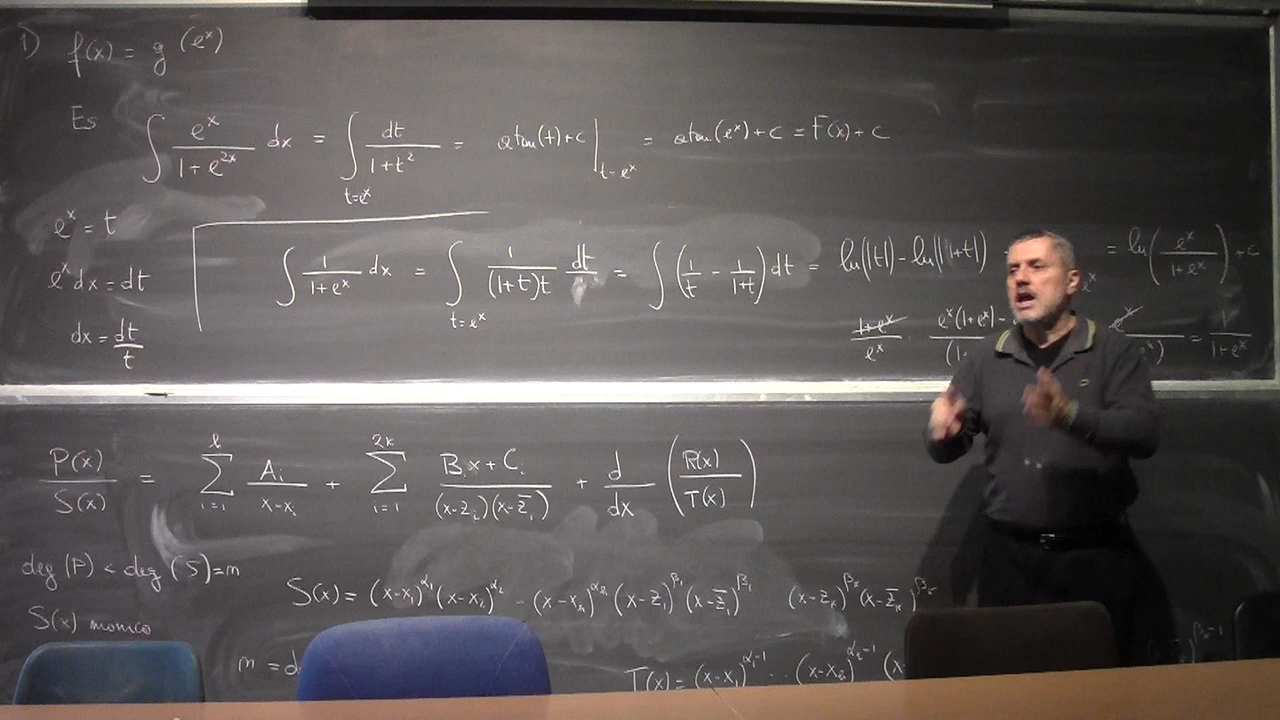 1) f(x) = g(e^x)
Es
∫ e^x/(1+e^{2x}) dx = ∫_{t=e^x} dt/(1+t^2) = atan(t)+c |_{t=e^x} = atan(e^x)+c = F(x)+c
e^x = t
e^x dx = dt
dx = dt/t
∫ 1/(1+e^x) dx = ∫_{t=e^x} 1/((1+t)t) dt = ∫ (1/t - 1/(1+t)) dt = ln(|t|) - ln(|1+t|) e^x = ln(e^x/(1+e^x)) + c
(1+e^x)/e^x · e^x(1+e^x) - e^x = 1/(1+e^x)
P(x)/S(x) = ∑_{i=1}^{l} A_i/(x-x_i) + ∑_{i=1}^{2k} (B_i x + C_i)/((x-z_i)(x-z̄_i)) + d/dx (R(x)/T(x))
deg(P) < deg(S) = m
S(x) monico
S(x) = (x-x_1)^{α_1} (x-x_2)^{α_2} .. (x-x_l)^{α_l} (x-z_1)^{β_1} (x-z̄_1)^{β_1} (x-z_k)^{β_k} (x-z̄_k)^{β_k}
m = d
T(x) = (x-x_1)^{α_1-1} ... (x-x_l)^{α_l-1} (x-